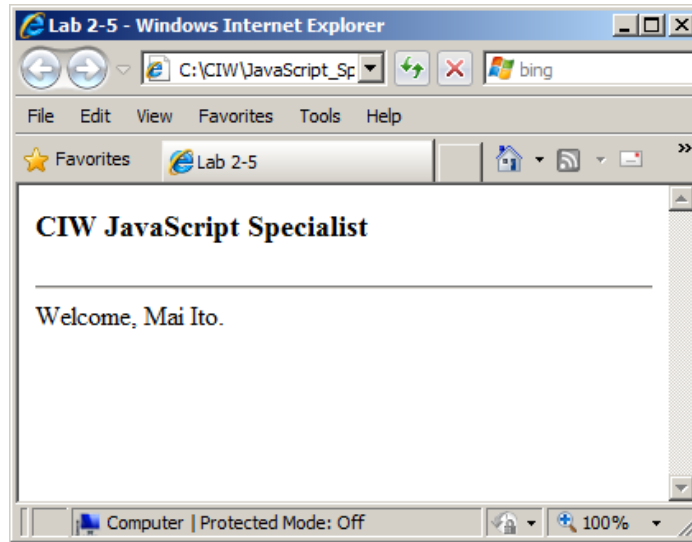 Lab 2-5 - Windows Internet Explorer
C:\CIW\JavaScript_Sp
bing
File Edit View Favorites Tools Help
Favorites Lab 2-5 »
CIW JavaScript Specialist
Welcome, Mai Ito.
Computer | Protected Mode: Off 100%